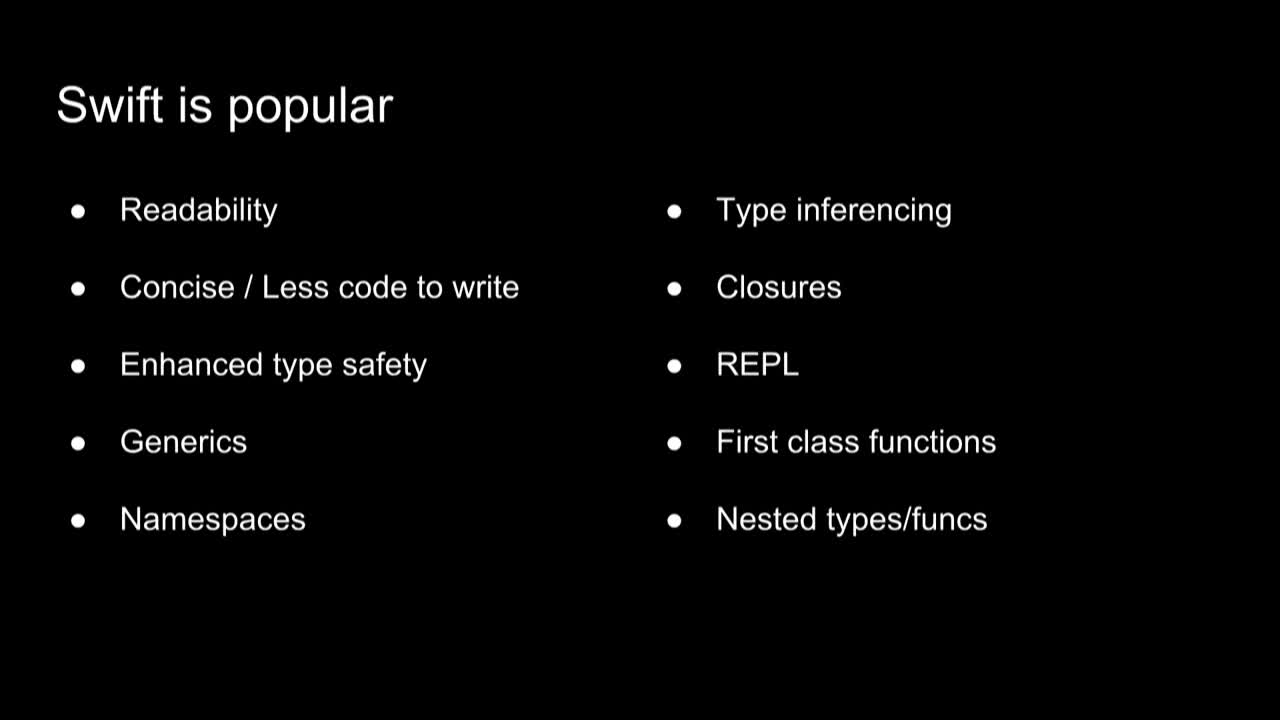 Swift is popular
● Readability
● Concise / Less code to write
● Enhanced type safety
● Generics
● Namespaces
● Type inferencing
● Closures
● REPL
● First class functions
● Nested types/funcs